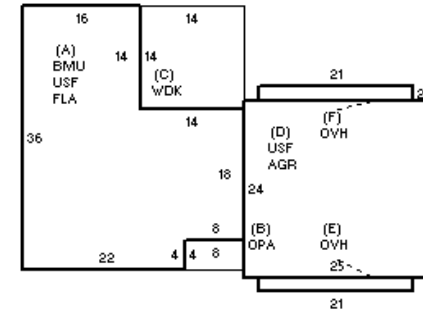 16
14
(A)
BMU
USF
FLA
14
14
(C)
WDK
14
21
(F)
OVH
(D)
USF
AGR
36
18
24
8
(B)
OPA
(E)
OVH
22
4
4
8
25
21